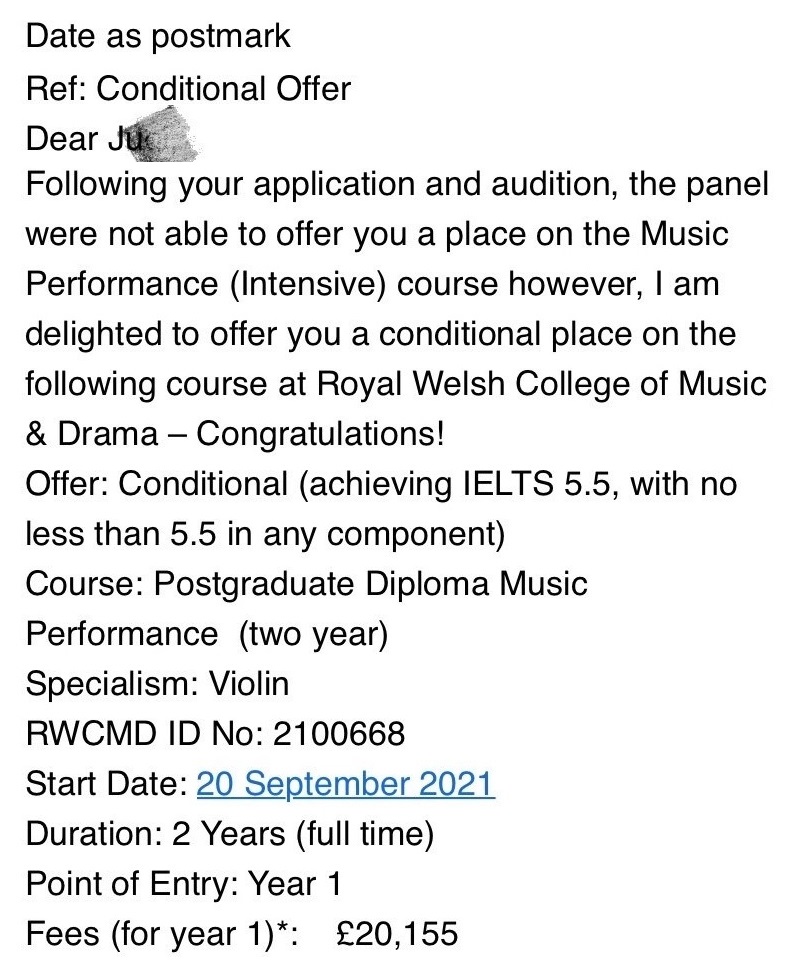 Date as postmark
Ref: Conditional Offer
Dear
Following your application and audition, the panel
were not able to offer you a place on the Music
Performance (Intensive) course however, I am
delighted to offer you a conditional place on the
following course at Royal Welsh College of Music
& Drama – Congratulations!
Offer: Conditional (achieving IELTS 5.5, with no
less than 5.5 in any component)
Course: Postgraduate Diploma Music
Performance  (two year)
Specialism: Violin
RWCMD ID No: 2100668
Start Date: 20 September 2021
Duration: 2 Years (full time)
Point of Entry: Year 1
Fees (for year 1)*:    £20,155